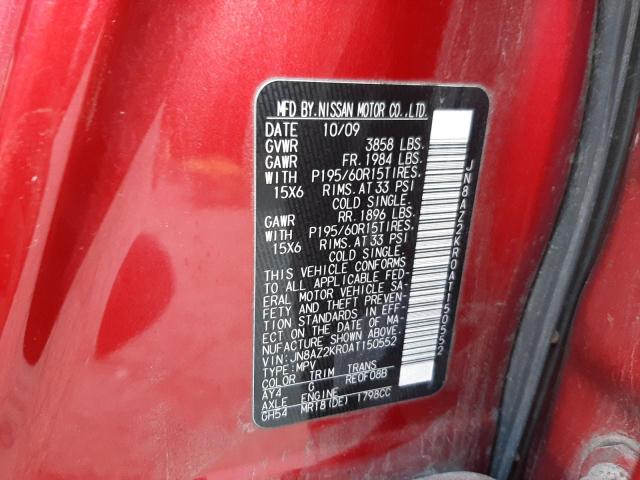 MFD BY. NISSAN MOTOR CO.,LTD.
DATE 10/09
GVWR 3858 LBS.
GAWR FR. 1984 LBS.
WITH P195/60R15TIRES.
15X6 RIMS. AT 33 PSI
COLD SINGLE.
GAWR RR. 1896 LBS.
WITH P195/60R15TIRES.
15X6 RIMS. AT 33 PSI
COLD SINGLE.
THIS VEHICLE CONFORMS
TO ALL APPLICABLE FED-
ERAL MOTOR VEHICLE SA-
FETY AND THEFT PREVEN-
TION STANDARDS IN EFF-
ECT ON THE DATE OF MA-
NUFACTURE SHOWN ABOVE.
VIN: JN8AZ2KR0AT150552
TYPE: MPV
COLOR TRIM TRANS
AY4 G RE0F08B
AXLE ENGINE
GH54 MR18(DE) 1798CC
JN8AZ2KR0AT150552